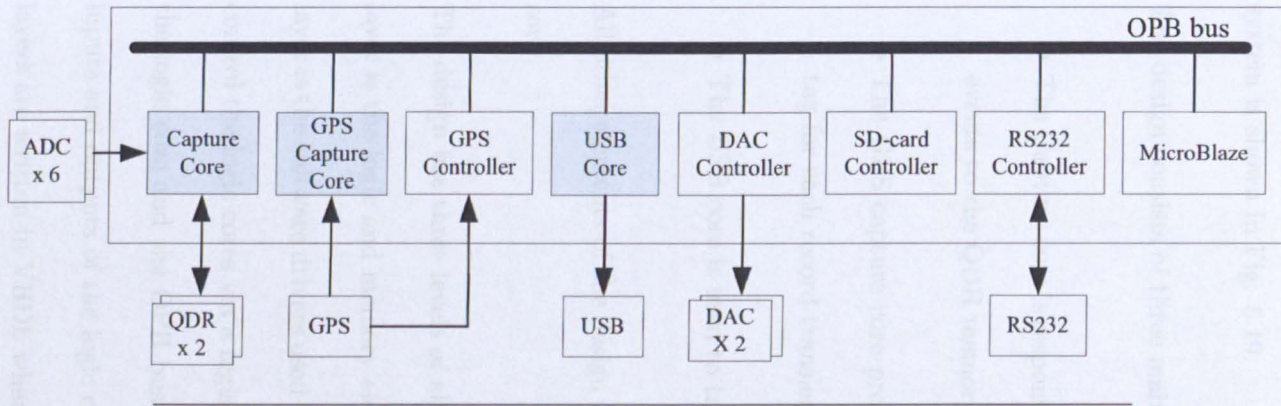 OPB bus
ADC
x 6
Capture
Core
GPS
Capture
Core
GPS
Controller
USB
Core
DAC
Controller
SD-card
Controller
RS232
Controller
MicroBlaze
QDR
x 2
GPS
USB
DAC
X 2
RS232